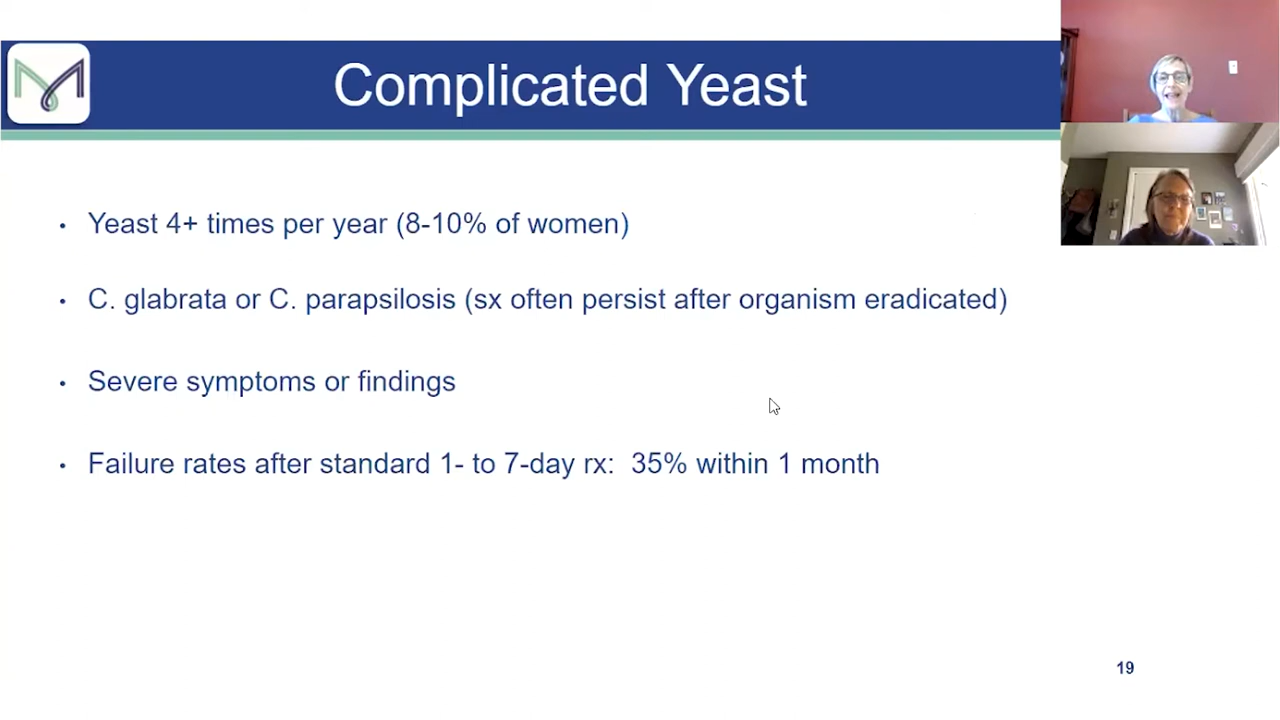 Complicated Yeast
• Yeast 4+ times per year (8-10% of women)
• C. glabrata or C. parapsilosis (sx often persist after organism eradicated)
• Severe symptoms or findings
• Failure rates after standard 1- to 7-day rx: 35% within 1 month
19